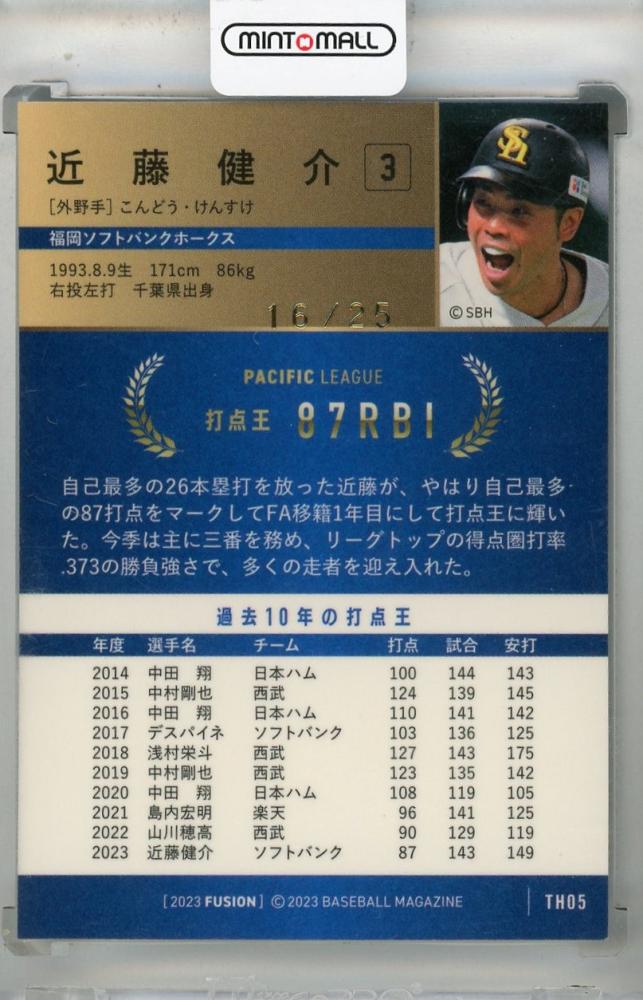 MINT MALL
近藤健介 3
[外野手]こんどう・けんすけ
福岡ソフトバンクホークス
1993.8.9生 171cm 86kg
右投左打 千葉県出身
16/25
©SBH
PACIFIC LEAGUE
打点王 87RBI
自己最多の26本塁打を放った近藤が、やはり自己最多
の87打点をマークしてFA移籍1年目にして打点王に輝い
た。今季は主に三番を務め、リーグトップの得点圏打率
.373の勝負強さで、多くの走者を迎え入れた。
過去10年の打点王
年度 選手名 チーム 打点 試合 安打
2014 中田 翔 日本ハム 100 144 143
2015 中村剛也 西武 124 139 145
2016 中田 翔 日本ハム 110 141 142
2017 デスパイネ ソフトバンク 103 136 125
2018 浅村栄斗 西武 127 143 175
2019 中村剛也 西武 123 135 142
2020 中田 翔 日本ハム 108 119 105
2021 島内宏明 楽天 96 141 125
2022 山川穂高 西武 90 129 119
2023 近藤健介 ソフトバンク 87 143 149
[2023 FUSION] ©2023 BASEBALL MAGAZINE TH05